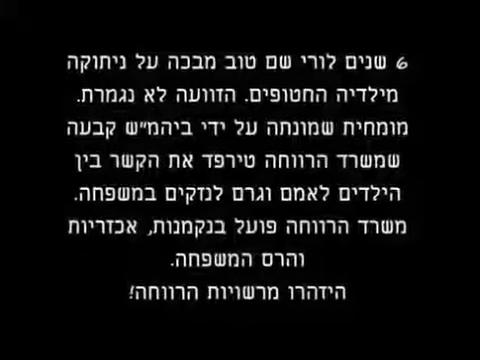 6 שנים לורי שם טוב מבכה על ניתוקה
מילדיה החטופים. הזוועה לא נגמרת.
מומחית שמונתה על ידי ביהמ"ש קבעה
שמשרד הרווחה טירפד את הקשר בין
הילדים לאמם וגרם לנזקים במשפחה.
משרד הרווחה פועל בנקמנות, אכזריות
והרס המשפחה.
היזהרו מרשויות הרווחה!